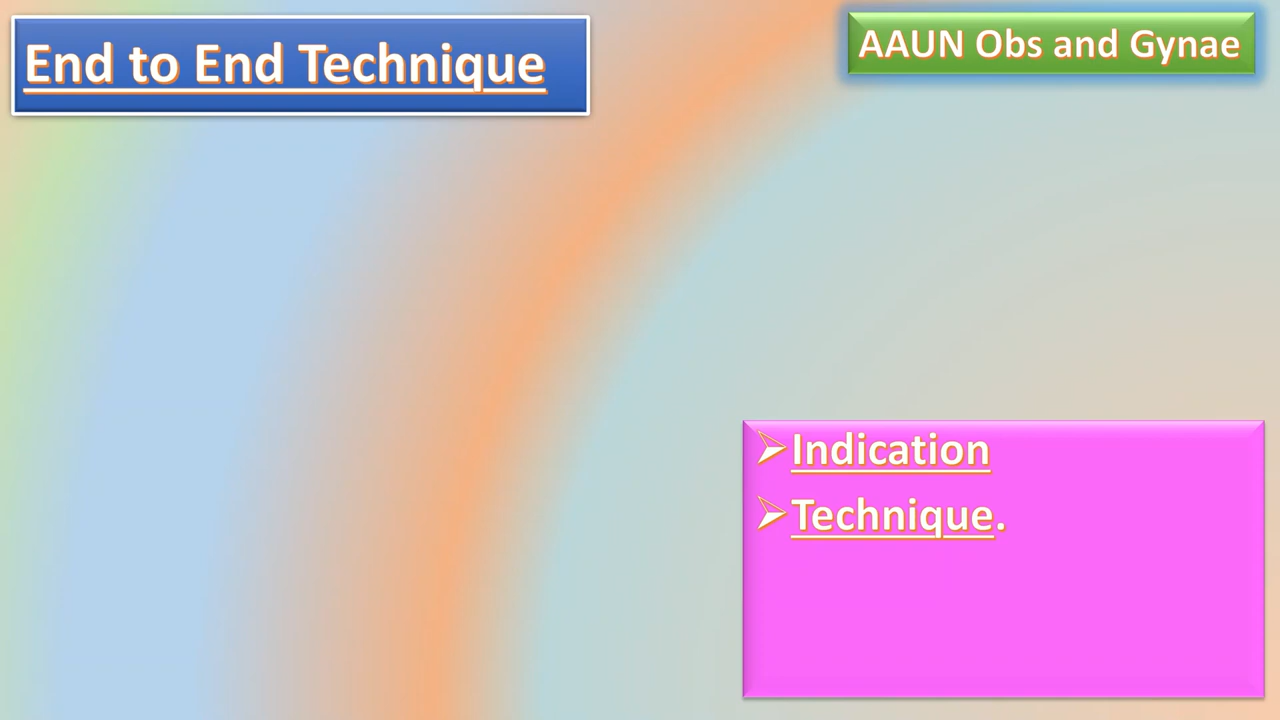 End to End Technique
AAUN Obs and Gynae
Indication
Technique.